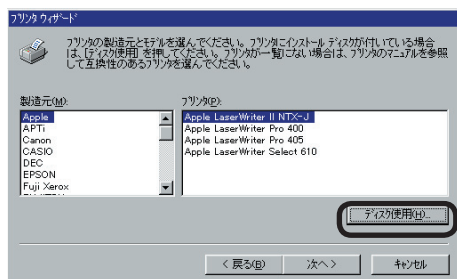 プリンタ ウィザード
プリンタの製造元とモデルを選んでください。プリンタにインストール ディスクが付いている場合
は、[ディスク使用] を押してください。プリンタが一覧にない場合は、プリンタのマニュアルを参照
して互換性のあるプリンタを選んでください。
製造元(M):
プリンタ(P):
Apple
APTi
Canon
CASIO
DEC
EPSON
Fuji Xerox
Apple LaserWriter II NTX-J
Apple LaserWriter Pro 400
Apple LaserWriter Pro 405
Apple LaserWriter Select 610
ディスク使用(H)...
< 戻る(B)
次へ >
キャンセル